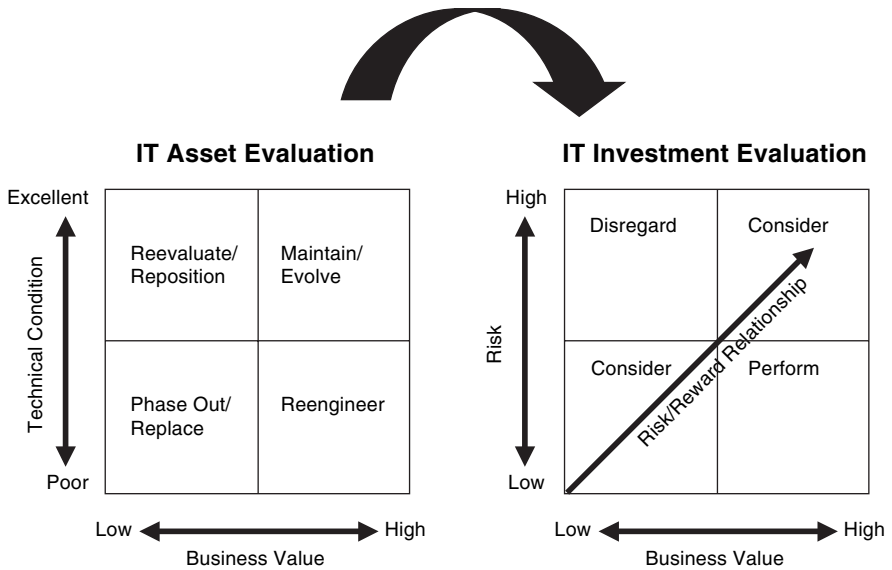 IT Asset Evaluation
Excellent
Technical Condition
Poor
Reevaluate/
Reposition
Maintain/
Evolve
Phase Out/
Replace
Reengineer
Low
High
Business Value
IT Investment Evaluation
High
Risk
Low
Disregard
Consider
Consider
Perform
Risk/Reward Relationship
Low
High
Business Value